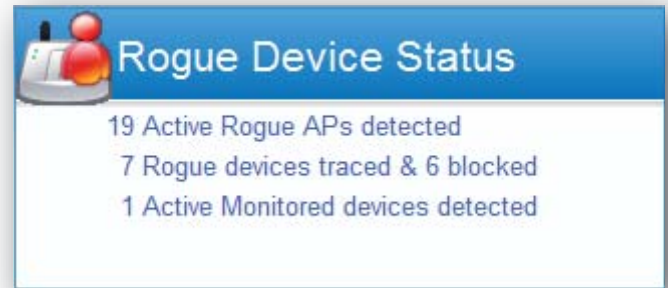 Rogue Device Status
19 Active Rogue APs detected
7 Rogue devices traced & 6 blocked
1 Active Monitored devices detected